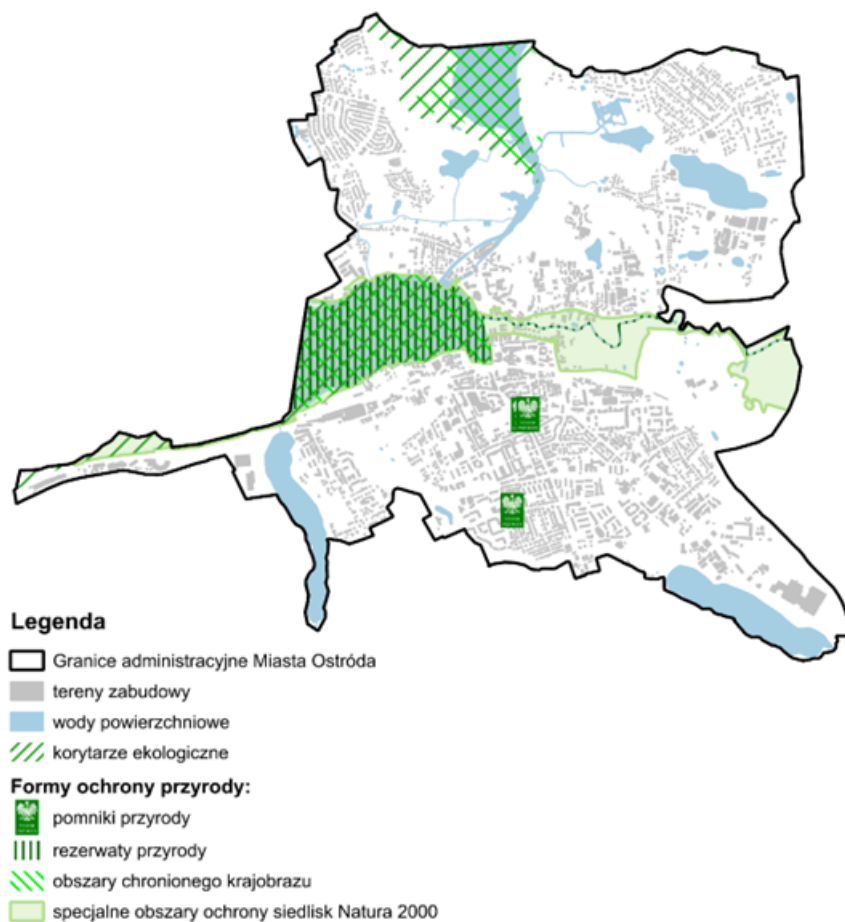 Legenda
Granice administracyjne Miasta Ostróda
tereny zabudowy
wody powierzchniowe
korytarze ekologiczne
Formy ochrony przyrody:
pomniki przyrody
rezerwaty przyrody
obszary chronionego krajobrazu
specjalne obszary ochrony siedlisk Natura 2000